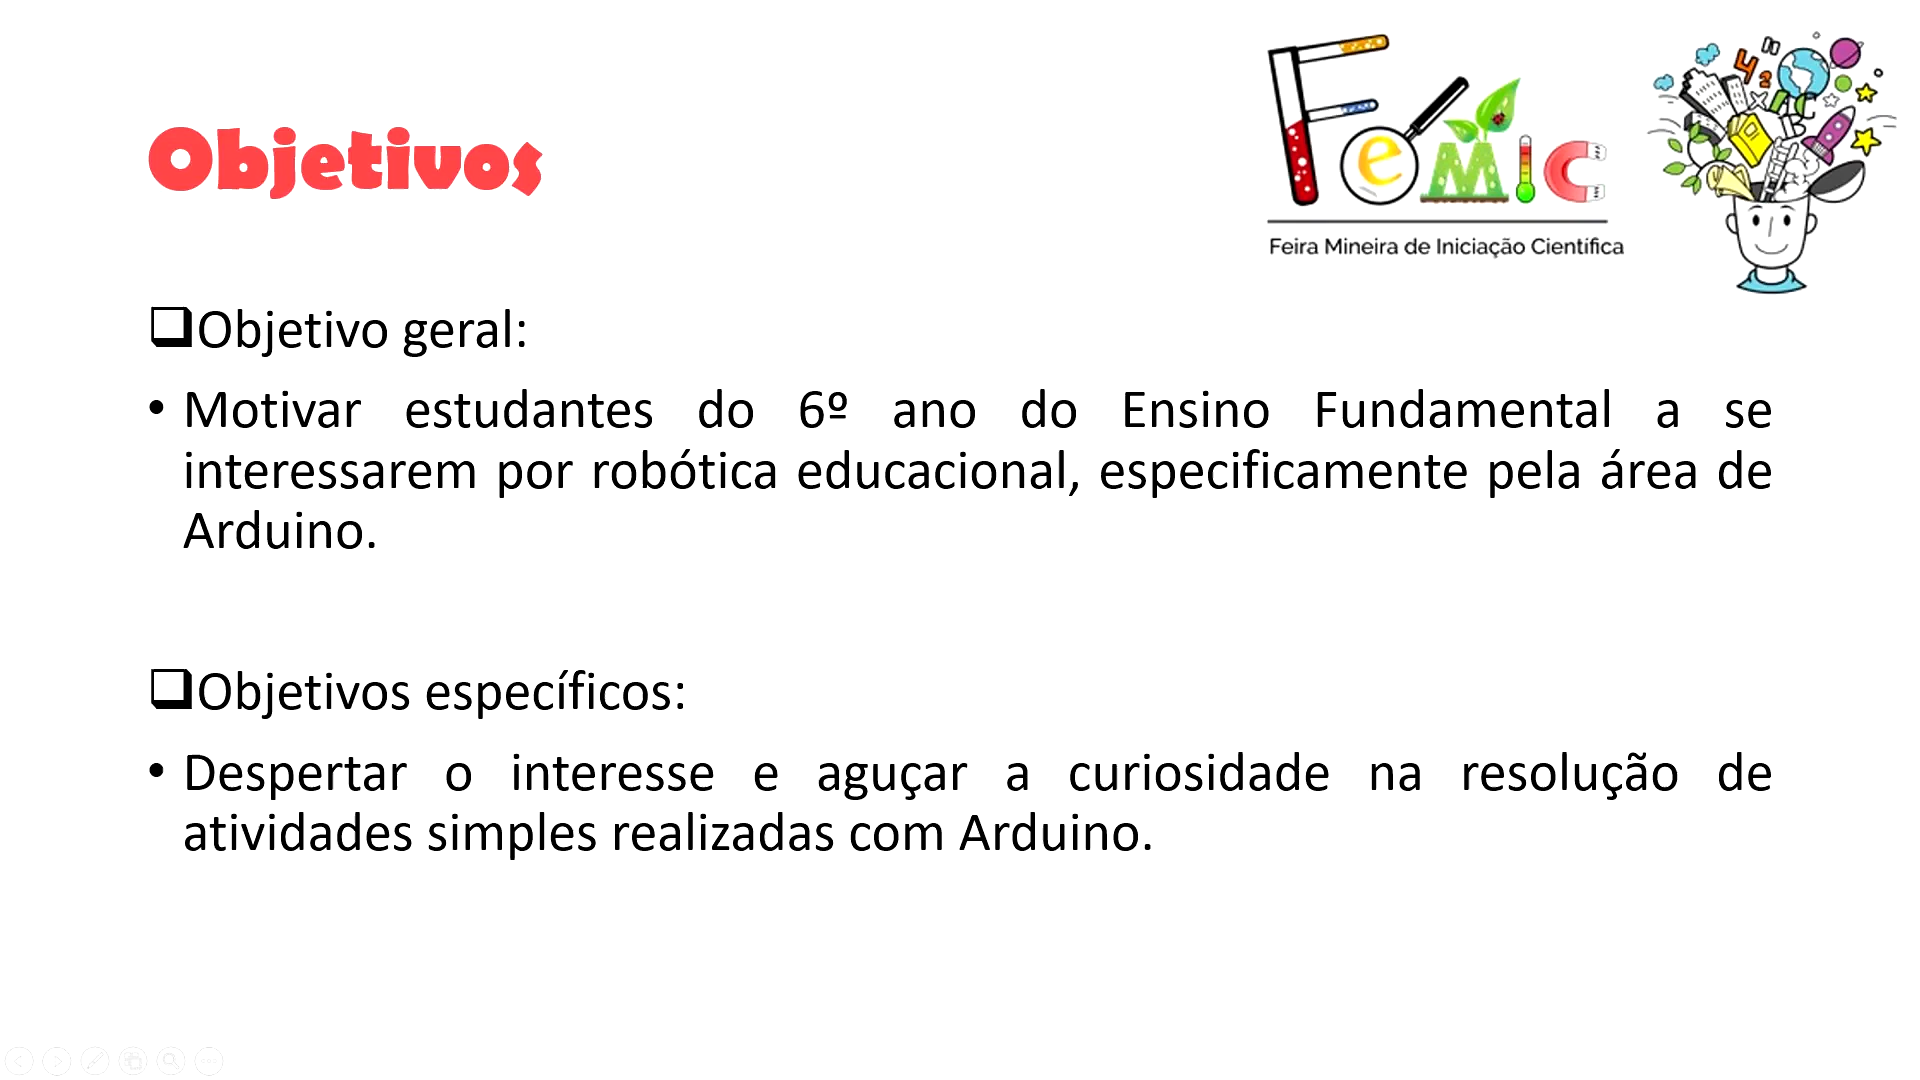 Objetivos
FeMIC
Feira Mineira de Iniciação Científica
Objetivo geral:
• Motivar estudantes do 6º ano do Ensino Fundamental a se
interessarem por robótica educacional, especificamente pela área de
Arduino.
Objetivos específicos:
• Despertar o interesse e aguçar a curiosidade na resolução de
atividades simples realizadas com Arduino.